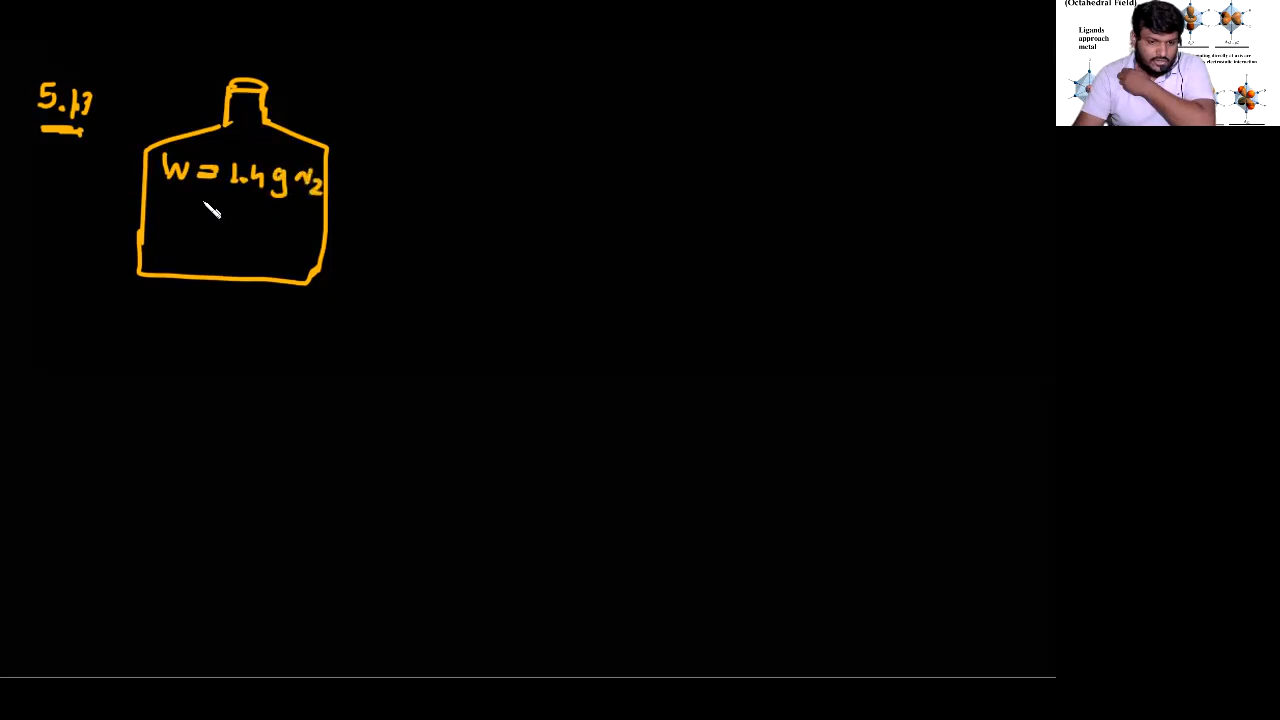 5.13
W = 1.4 g N2
(Octahedral Field)
Ligands
approach
metal